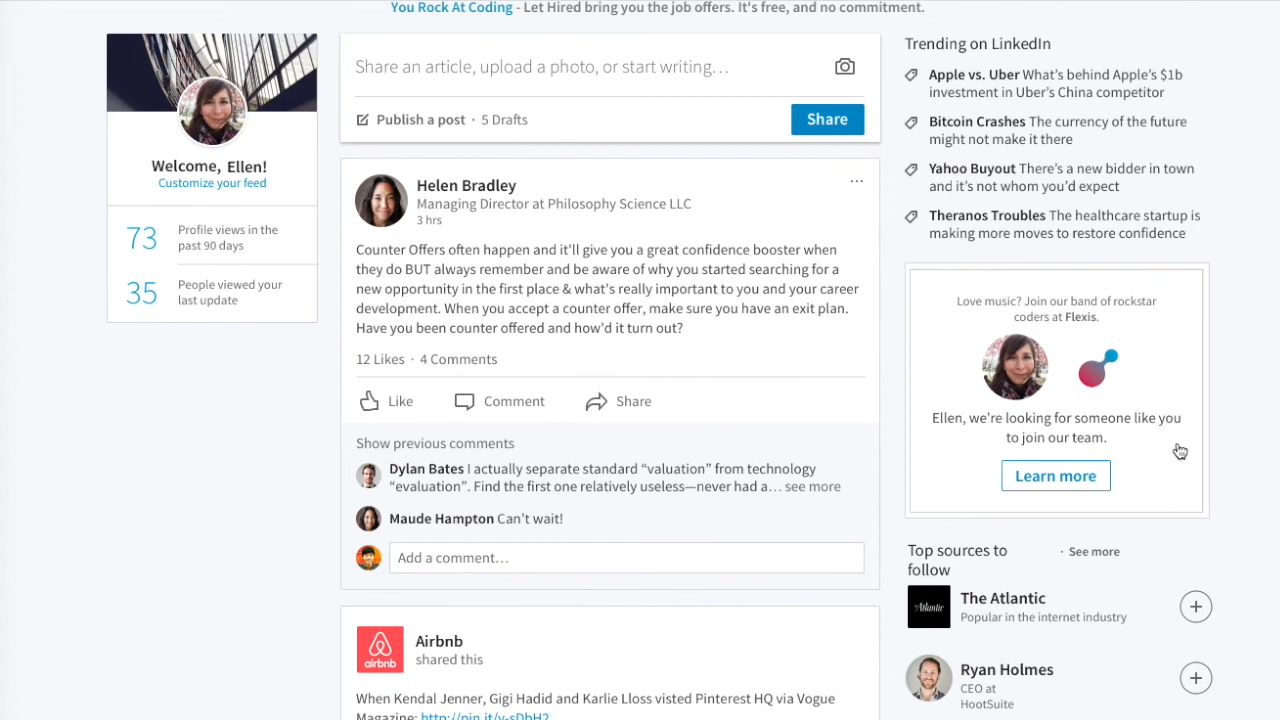 You Rock At Coding - Let Hired bring you the job offers. It's free, and no commitment.
Welcome, Ellen!
Customize your feed
73 Profile views in the
past 90 days
35 People viewed your
last update
Share an article, upload a photo, or start writing…
Publish a post · 5 Drafts
Share
Helen Bradley
Managing Director at Philosophy Science LLC
3 hrs
Counter Offers often happen and it'll give you a great confidence booster when
they do BUT always remember and be aware of why you started searching for a
new opportunity in the first place & what's really important to you and your career
development. When you accept a counter offer, make sure you have an exit plan.
Have you been counter offered and how'd it turn out?
12 Likes · 4 Comments
Like Comment Share
Show previous comments
Dylan Bates I actually separate standard “valuation” from technology
“evaluation”. Find the first one relatively useless—never had a… see more
Maude Hampton Can't wait!
Add a comment…
Airbnb
airbnb
shared this
When Kendal Jenner, Gigi Hadid and Karlie Lloss visted Pinterest HQ via Vogue
Magazine: http://pin.it/y-sDbH2
Trending on LinkedIn
Apple vs. Uber What's behind Apple's $1b
investment in Uber's China competitor
Bitcoin Crashes The currency of the future
might not make it there
Yahoo Buyout There's a new bidder in town
and it's not whom you'd expect
Theranos Troubles The healthcare startup is
making more moves to restore confidence
Love music? Join our band of rockstar
coders at Flexis.
Ellen, we're looking for someone like you
to join our team.
Learn more
Top sources to
follow
· See more
Atlantic
The Atlantic
Popular in the internet industry
Ryan Holmes
CEO at
HootSuite